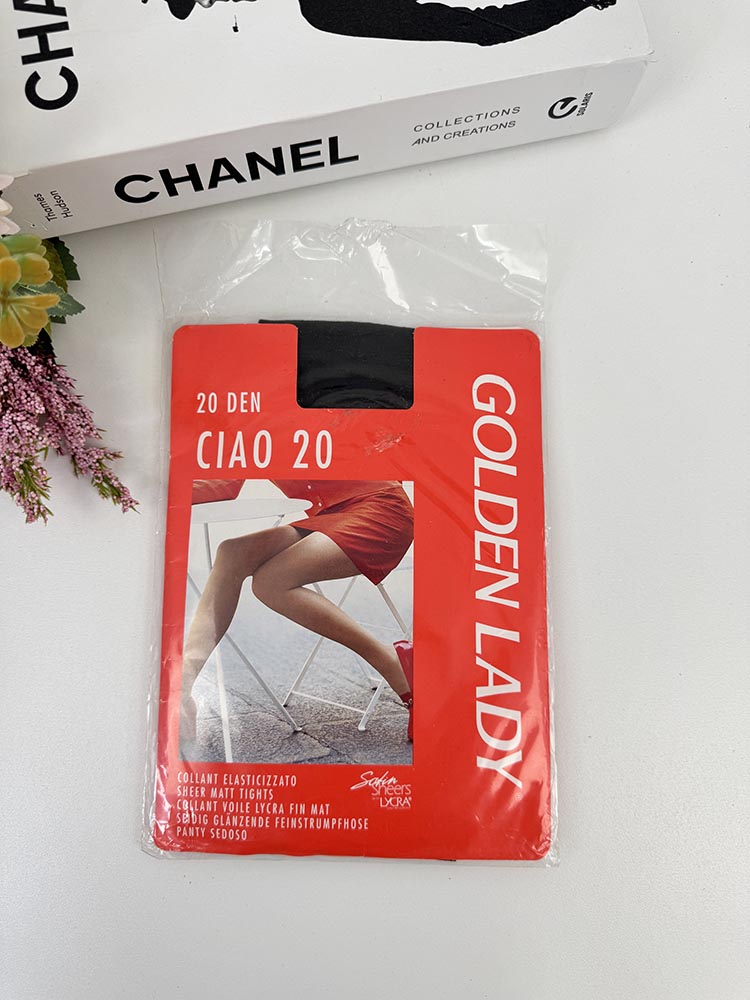 CHA
CHANEL
COLLECTIONS
AND CREATIONS
SOLARIS
Thames
Hudson
20 DEN
CIAO 20
GOLDEN LADY
COLLANT ELASTICIZZATO
SHEER MATT TIGHTS
COLLANT VOILE LYCRA FIN MAT
SEIDIG GLÄNZENDE FEINSTRUMPFHOSE
PANTY SEDOSO
Satin
Sheers
LYCRA®